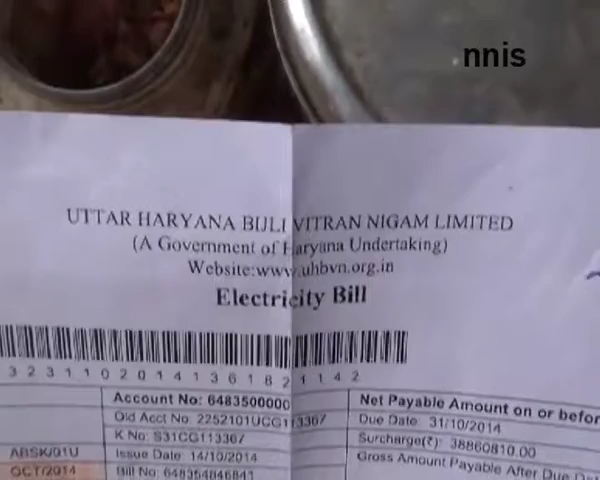 nnis
UTTAR HARYANA BIJLI VITRAN NIGAM LIMITED
(A Government of Haryana Undertaking)
Website:www.uhbvn.org.in
Electricity Bill
3 2 3 1 1 0 2 0 1 4 1 3 6 1 8 2 1 1 4 2
Account No: 6483500000
Net Payable Amount on or befor
Old Acct No: 2252101UCG113367
Due Date: 31/10/2014
K No: S31CG113367
Surcharge(₹): 38860810.00
ABSK/01U
Issue Date: 14/10/2014
Gross Amount Payable After Due
OCT/2014
Bill No: 648354846841